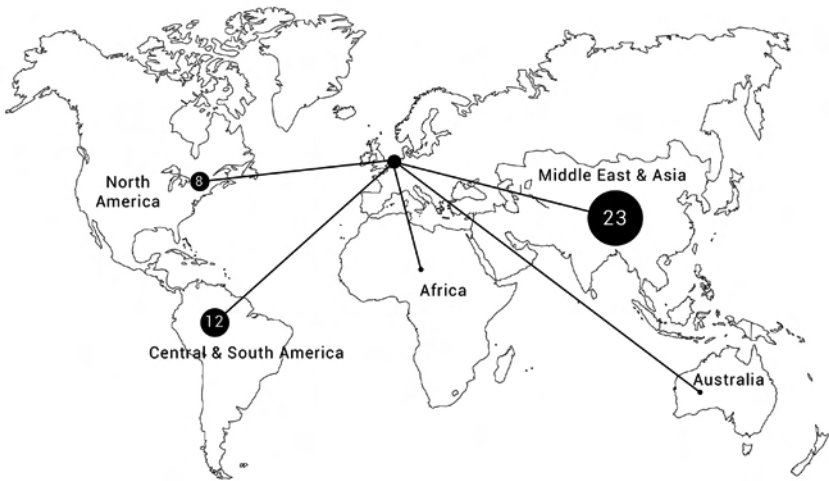 North
America
8
Middle East & Asia
23
Africa
12
Central & South America
Australia